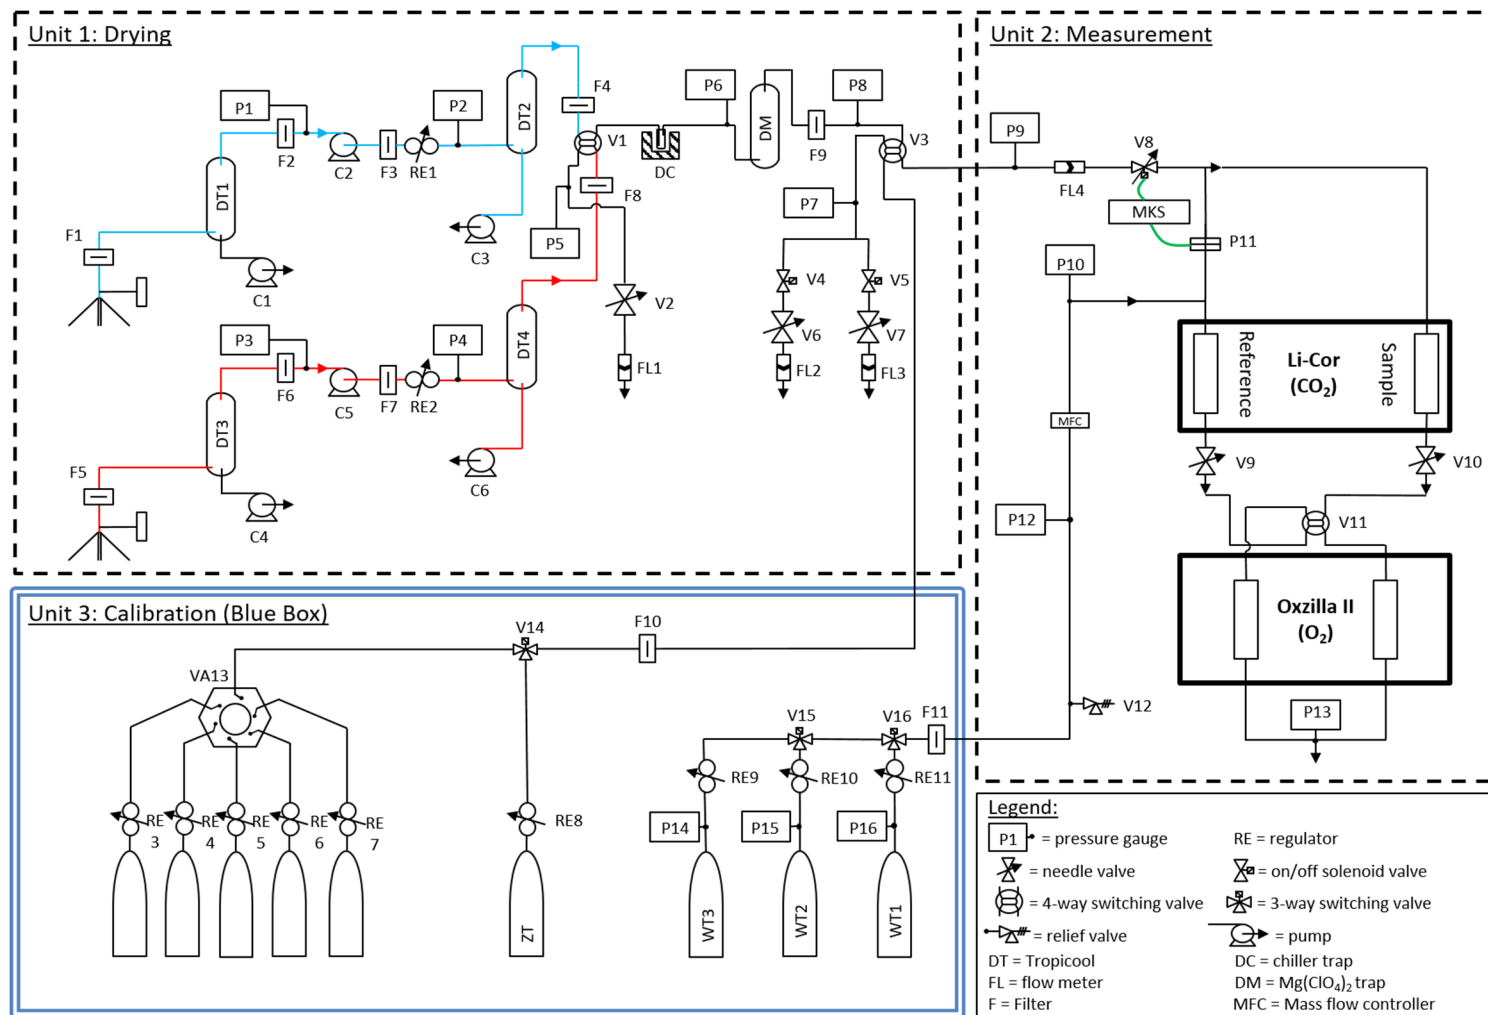 Unit 1: Drying
P1
F2
C2
F3
RE1
P2
DT2
F4
V1
DC
P6
DM
F9
P8
V3
DT1
F1
C1
C3
P5
F8
P7
V4
V5
V2
V6
V7
FL1
FL2
FL3
P3
F6
C5
F7
RE2
P4
DT4
DT3
F5
C4
C6
Unit 2: Measurement
P9
FL4
V8
MKS
P11
P10
Reference
Li-Cor
(CO2)
Sample
MFC
V9
V10
P12
V11
Oxzilla II
(O2)
V12
P13
Unit 3: Calibration (Blue Box)
VA13
V14
F10
V15
V16
F11
RE
3
RE
4
RE
5
RE
6
RE
7
RE8
RE9
RE10
RE11
P14
P15
P16
ZT
WT3
WT2
WT1
Legend:
P1 = pressure gauge
RE = regulator
= needle valve
= on/off solenoid valve
= 4-way switching valve
= 3-way switching valve
= relief valve
= pump
DT = Tropicool
DC = chiller trap
FL = flow meter
DM = Mg(ClO4)2 trap
F = Filter
MFC = Mass flow controller